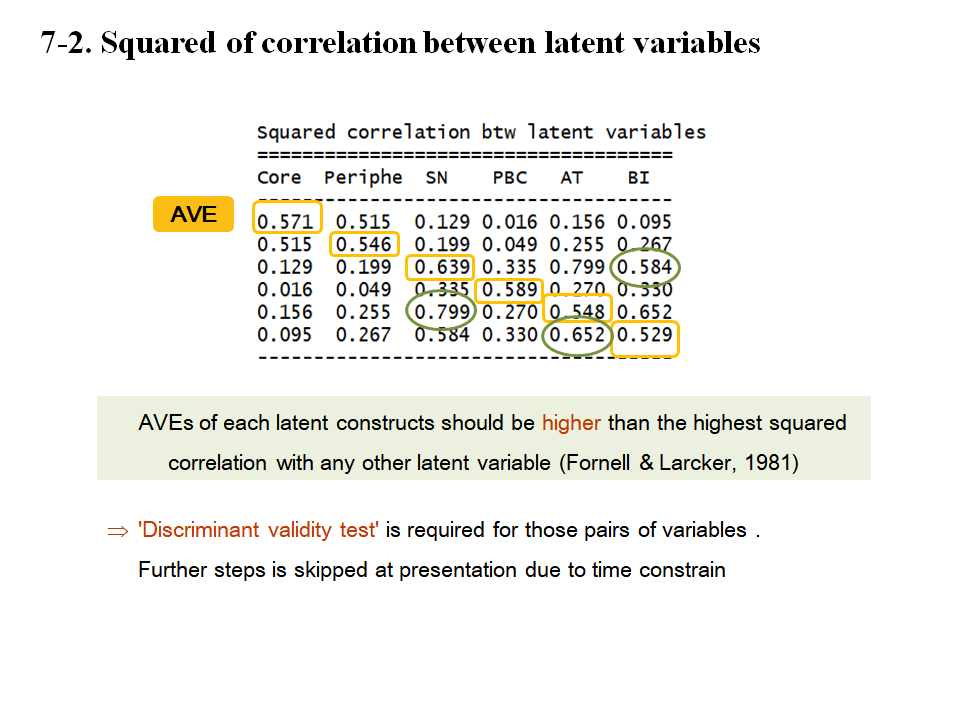 7-2. Squared of correlation between latent variables
Squared correlation btw latent variables
=====================================
Core Periphe SN PBC AT BI
-------------------------------------
AVE
0.571 0.515 0.129 0.016 0.156 0.095
0.515 0.546 0.199 0.049 0.255 0.267
0.129 0.199 0.639 0.335 0.799 0.584
0.016 0.049 0.335 0.589 0.270 0.330
0.156 0.255 0.799 0.270 0.548 0.652
0.095 0.267 0.584 0.330 0.652 0.529
-------------------------------------
AVEs of each latent constructs should be higher than the highest squared
correlation with any other latent variable (Fornell & Larcker, 1981)
⇒ 'Discriminant validity test' is required for those pairs of variables .
Further steps is skipped at presentation due to time constrain